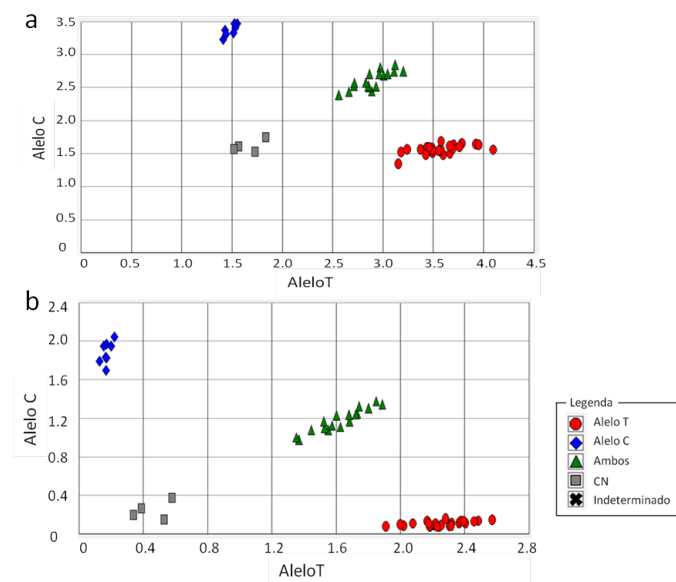 a
3.5
3.0
2.5
2.0
1.5
1.0
0.5
0
Alelo C
0 0.5 1.0 1.5 2.0 2.5 3.0 3.5 4.0 4.5
AleloT
b
2.4
2.0
1.6
1.2
0.8
0.4
0
Alelo C
0 0.4 0.8 1.2 1.6 2.0 2.4 2.8
AleloT
Legenda
Alelo T
Alelo C
Ambos
CN
Indeterminado